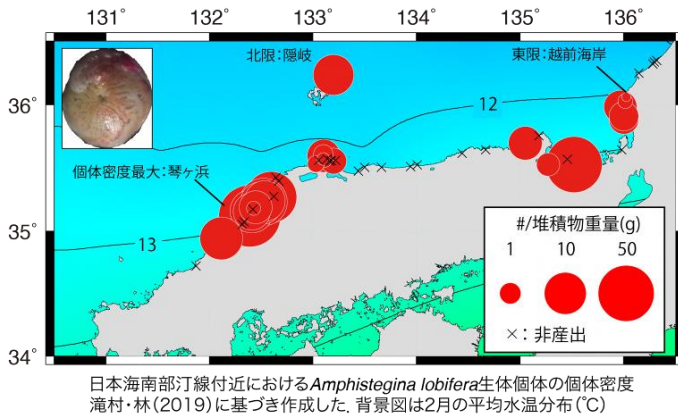 131° 132° 133° 134° 135° 136°
北限：隠岐
東限：越前海岸
36°
12
個体密度最大：琴ヶ浜
#/堆積物重量(g)
35°
13
1 10 50
×：非産出
34°
日本海南部汀線付近におけるAmphistegina lobifera生体個体の個体密度
滝村・林(2019)に基づき作成した. 背景図は2月の平均水温分布(℃)